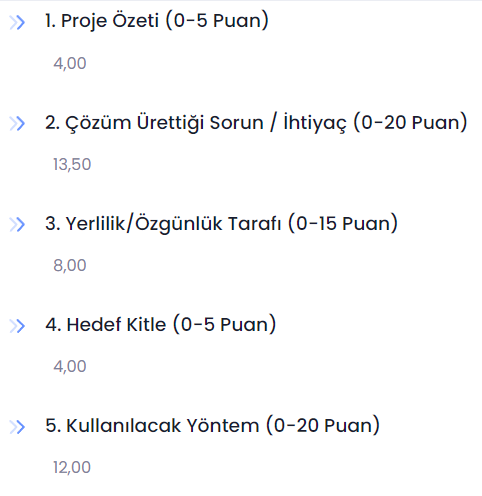 1. Proje Özeti (0-5 Puan)
4,00
2. Çözüm Ürettiği Sorun / İhtiyaç (0-20 Puan)
13,50
3. Yerlilik/Özgünlük Tarafı (0-15 Puan)
8,00
4. Hedef Kitle (0-5 Puan)
4,00
5. Kullanılacak Yöntem (0-20 Puan)
12,00